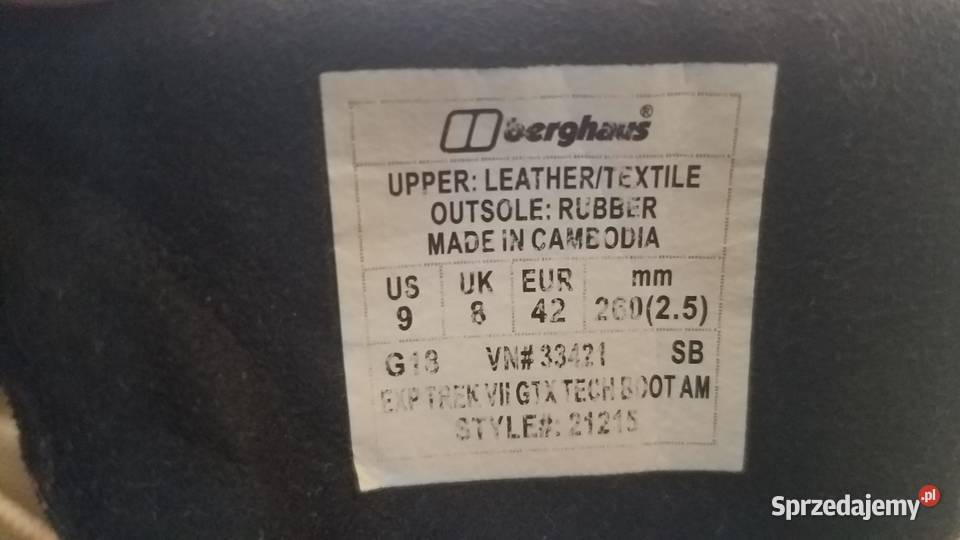 berghaus®
UPPER: LEATHER/TEXTILE
OUTSOLE: RUBBER
MADE IN CAMBODIA
US UK EUR mm
9 8 42 260(2.5)
G18 VN# 33421 SB
EXP TREK VII GTX TECH BOOT AM
STYLE#: 21215
Sprzedajemy.pl